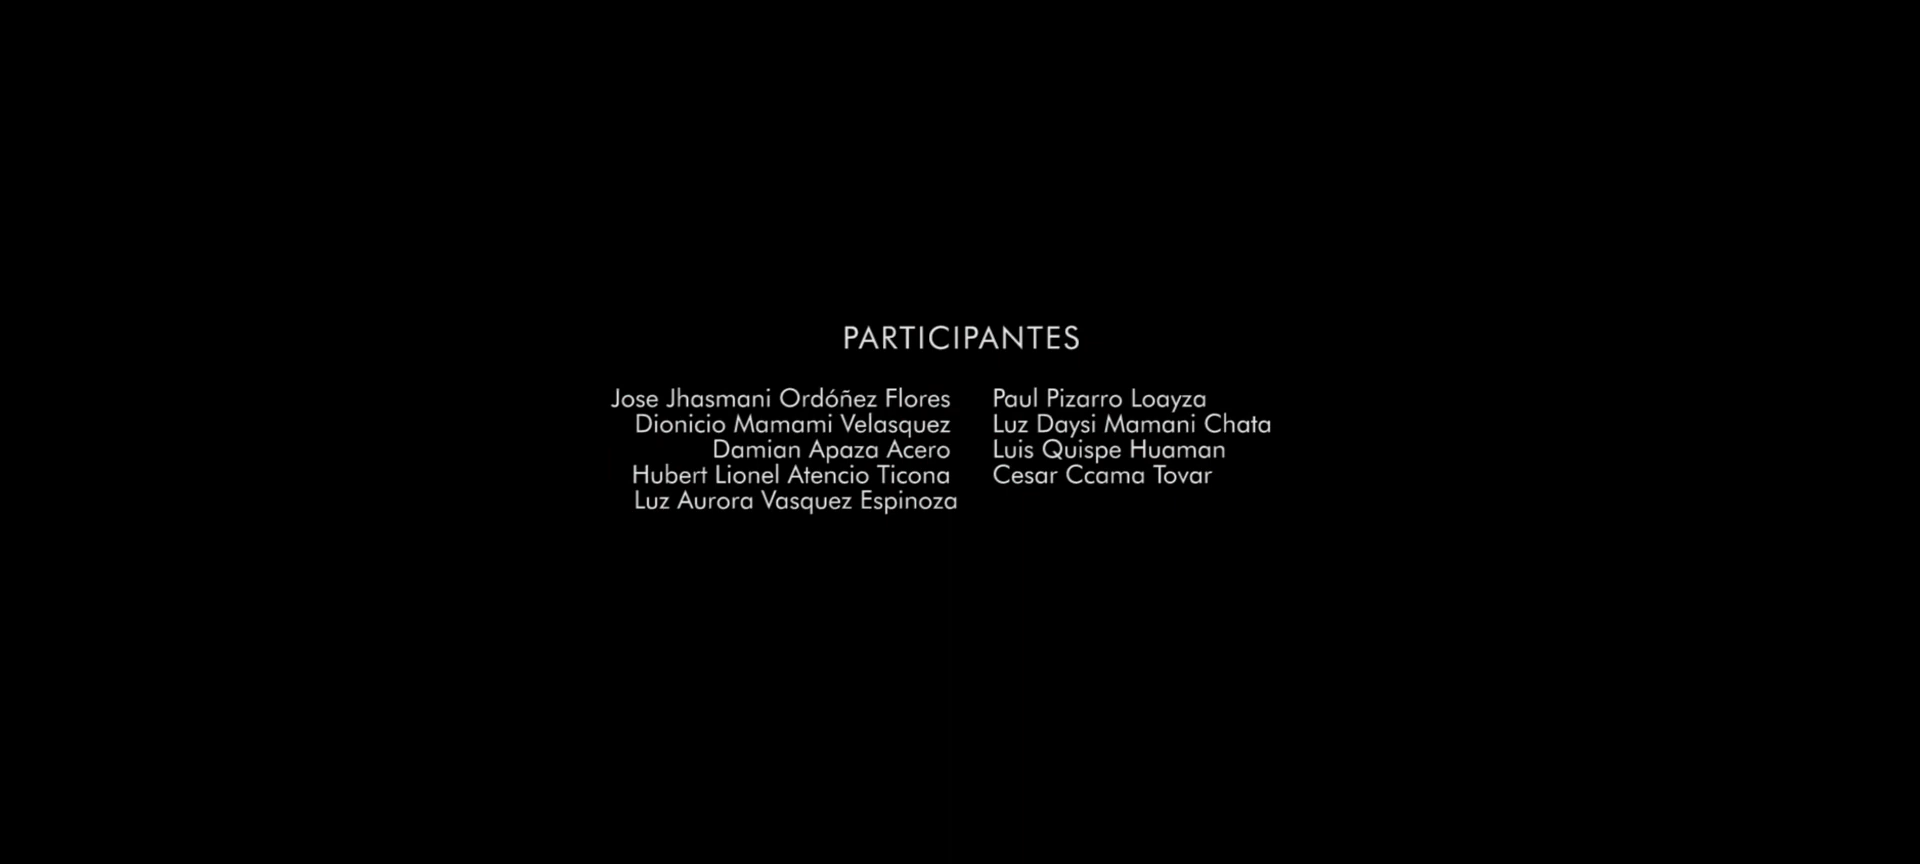 PARTICIPANTES
Jose Jhasmani Ordóñez Flores
Dionicio Mamami Velasquez
Damian Apaza Acero
Hubert Lionel Atencio Ticona
Luz Aurora Vasquez Espinoza
Paul Pizarro Loayza
Luz Daysi Mamani Chata
Luis Quispe Huaman
Cesar Ccama Tovar